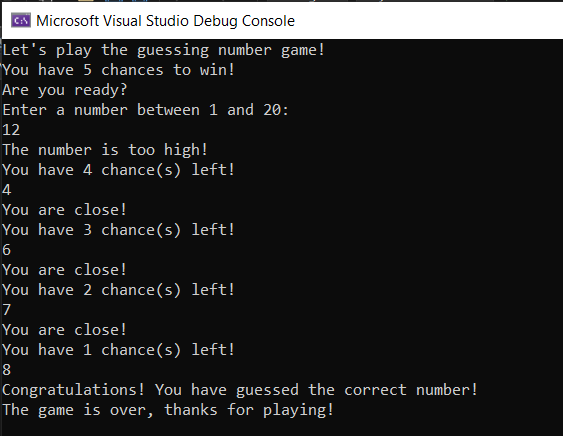 Microsoft Visual Studio Debug Console
Let's play the guessing number game!
You have 5 chances to win!
Are you ready?
Enter a number between 1 and 20:
12
The number is too high!
You have 4 chance(s) left!
4
You are close!
You have 3 chance(s) left!
6
You are close!
You have 2 chance(s) left!
7
You are close!
You have 1 chance(s) left!
8
Congratulations! You have guessed the correct number!
The game is over, thanks for playing!